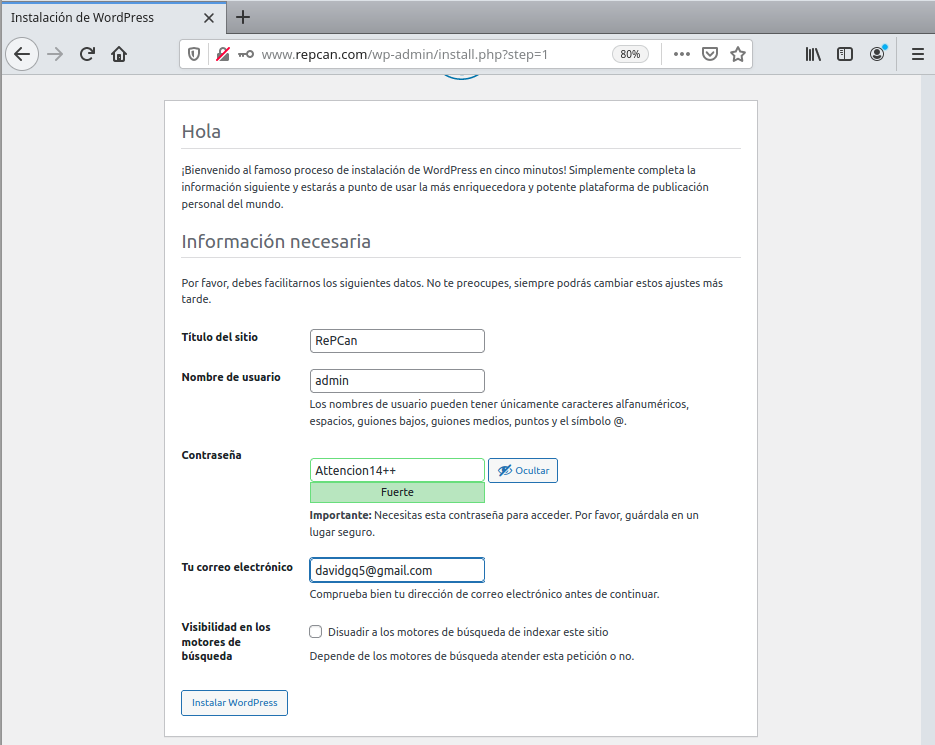 Instalación de WordPress
www.repcan.com/wp-admin/install.php?step=1
80%
Hola
¡Bienvenido al famoso proceso de instalación de WordPress en cinco minutos! Simplemente completa la
información siguiente y estarás a punto de usar la más enriquecedora y potente plataforma de publicación
personal del mundo.
Información necesaria
Por favor, debes facilitarnos los siguientes datos. No te preocupes, siempre podrás cambiar estos ajustes más
tarde.
Título del sitio
RePCan
Nombre de usuario
admin
Los nombres de usuario pueden tener únicamente caracteres alfanuméricos,
espacios, guiones bajos, guiones medios, puntos y el símbolo @.
Contraseña
Attencion14++
Ocultar
Fuerte
Importante: Necesitas esta contraseña para acceder. Por favor, guárdala en un
lugar seguro.
Tu correo electrónico
davidgq5@gmail.com
Comprueba bien tu dirección de correo electrónico antes de continuar.
Visibilidad en los
motores de
búsqueda
Disuadir a los motores de búsqueda de indexar este sitio
Depende de los motores de búsqueda atender esta petición o no.
Instalar WordPress